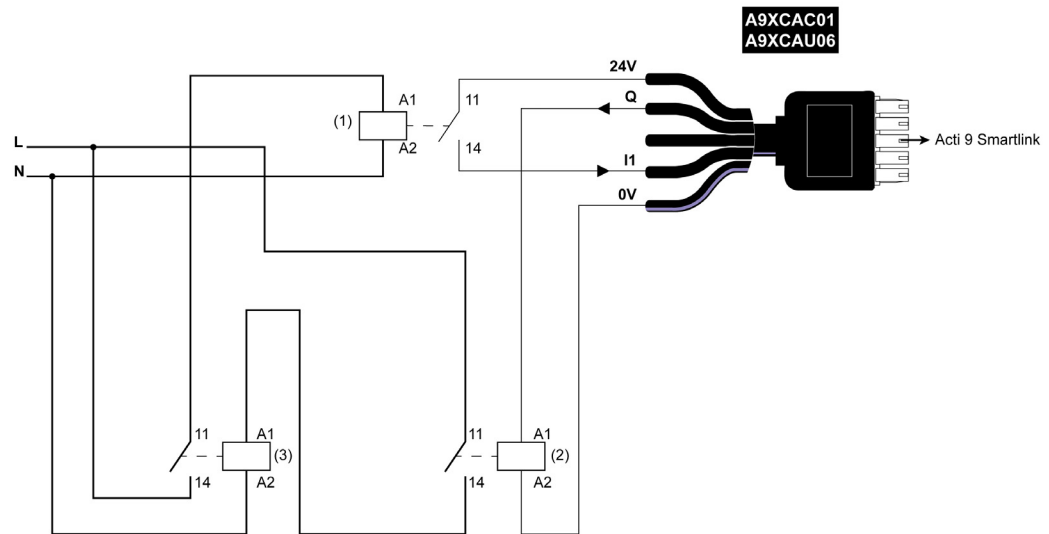 A9XCAC01
A9XCAU06
24V
Q
I1
0V
Acti 9 Smartlink
A1
(1)
A2
11
14
L
N
11
14
A1
(3)
A2
11
14
A1
(2)
A2